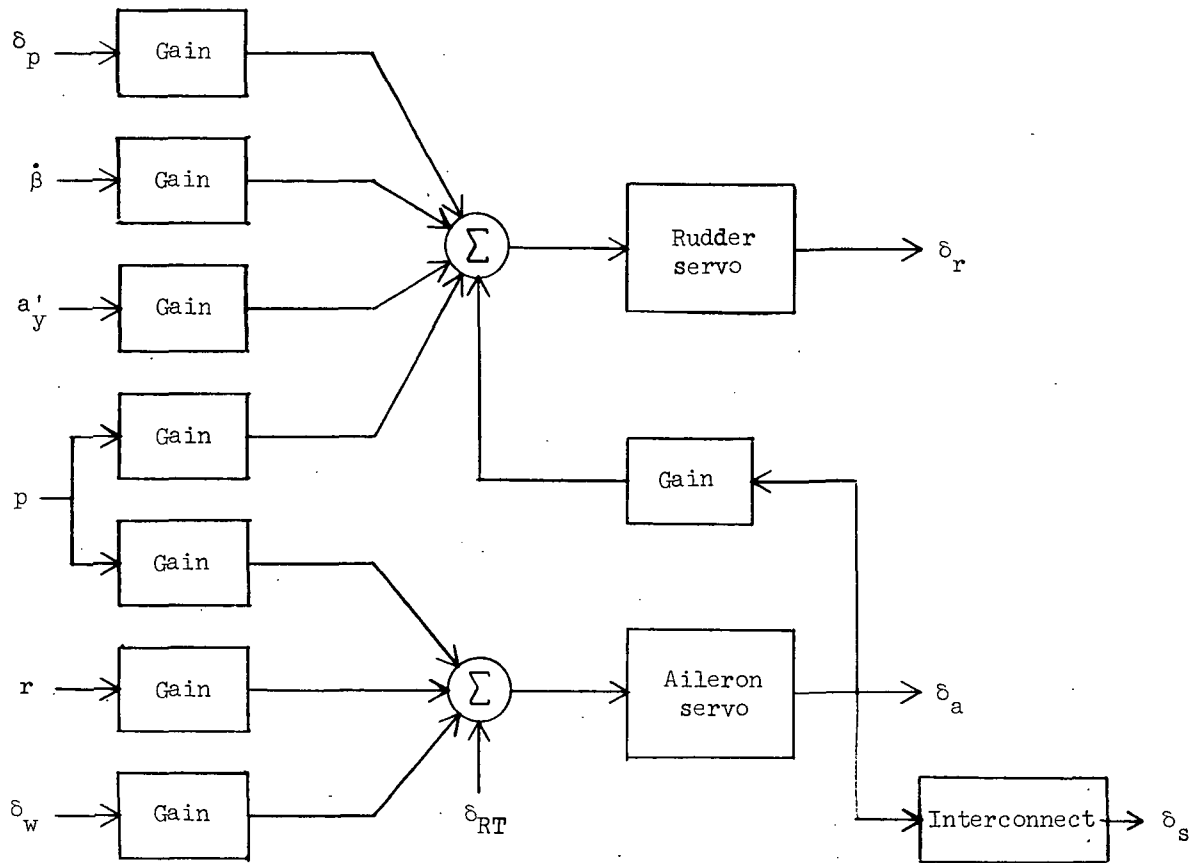 δp
Gain
β̇
Gain
a'y
Gain
Gain
p
Gain
r
Gain
δw
Gain
Σ
Rudder
servo
δr
Gain
Σ
δRT
Aileron
servo
δa
Interconnect
δs